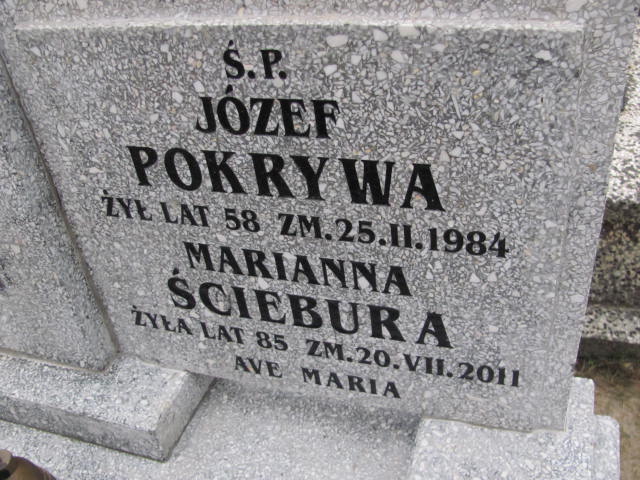 Ś.P.
JÓZEF
POKRYWA
ŻYŁ LAT 58 ZM.25.II.1984
MARIANNA
ŚCIEBURA
ŻYŁA LAT 85 ZM.20.VII.2011
AVE MARIA